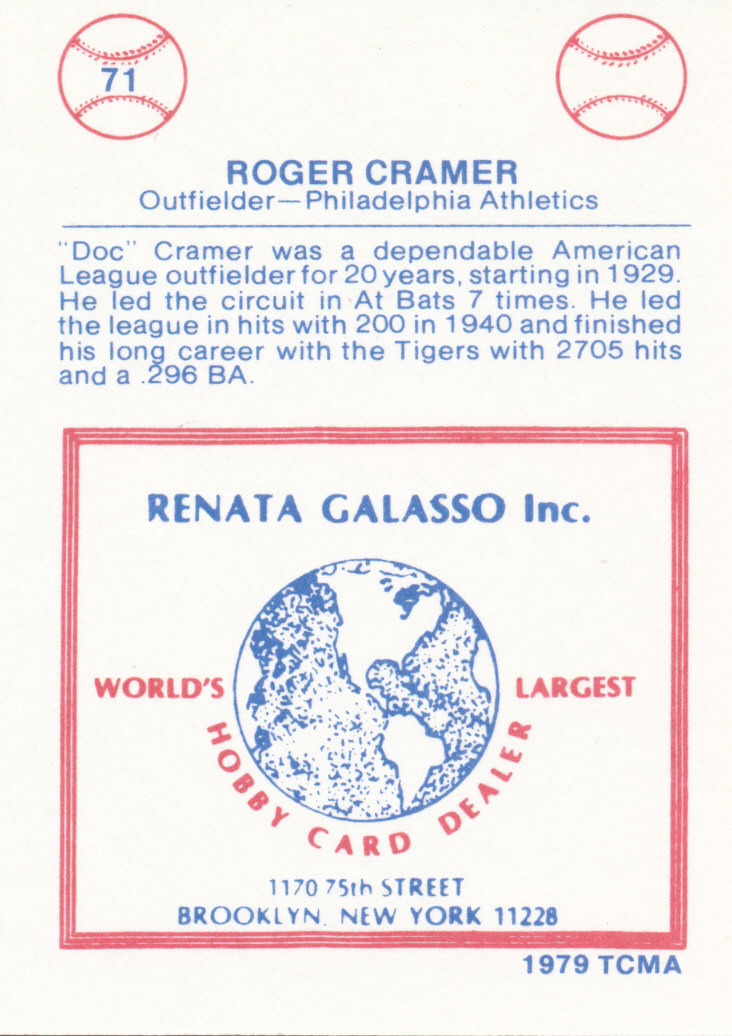 71
ROGER CRAMER
Outfielder—Philadelphia Athletics
"Doc" Cramer was a dependable American
League outfielder for 20 years, starting in 1929.
He led the circuit in At Bats 7 times. He led
the league in hits with 200 in 1940 and finished
his long career with the Tigers with 2705 hits
and a .296 BA.
RENATA GALASSO Inc.
WORLD'S LARGEST
HOBBY CARD DEALER
1170 75th STREET
BROOKLYN, NEW YORK 11228
1979 TCMA